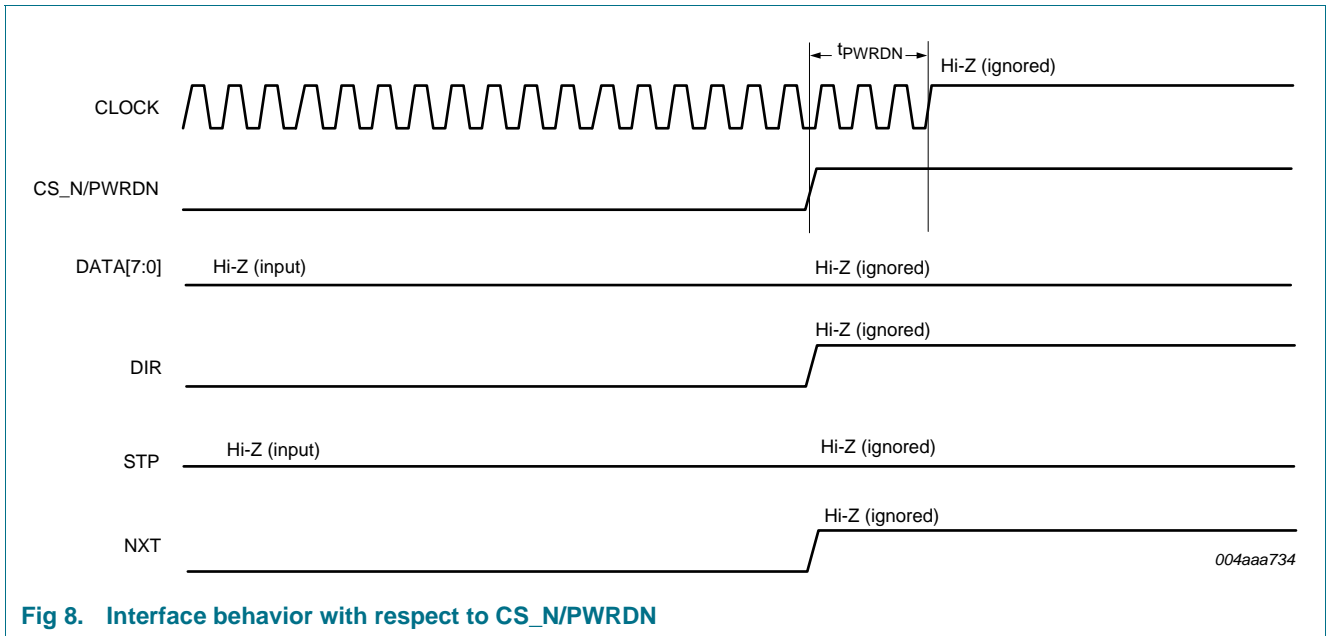 tPWRDN
Hi-Z (ignored)
CLOCK
CS_N/PWRDN
DATA[7:0] Hi-Z (input) Hi-Z (ignored)
Hi-Z (ignored)
DIR
STP Hi-Z (input) Hi-Z (ignored)
Hi-Z (ignored)
NXT
004aaa734
Fig 8. Interface behavior with respect to CS_N/PWRDN